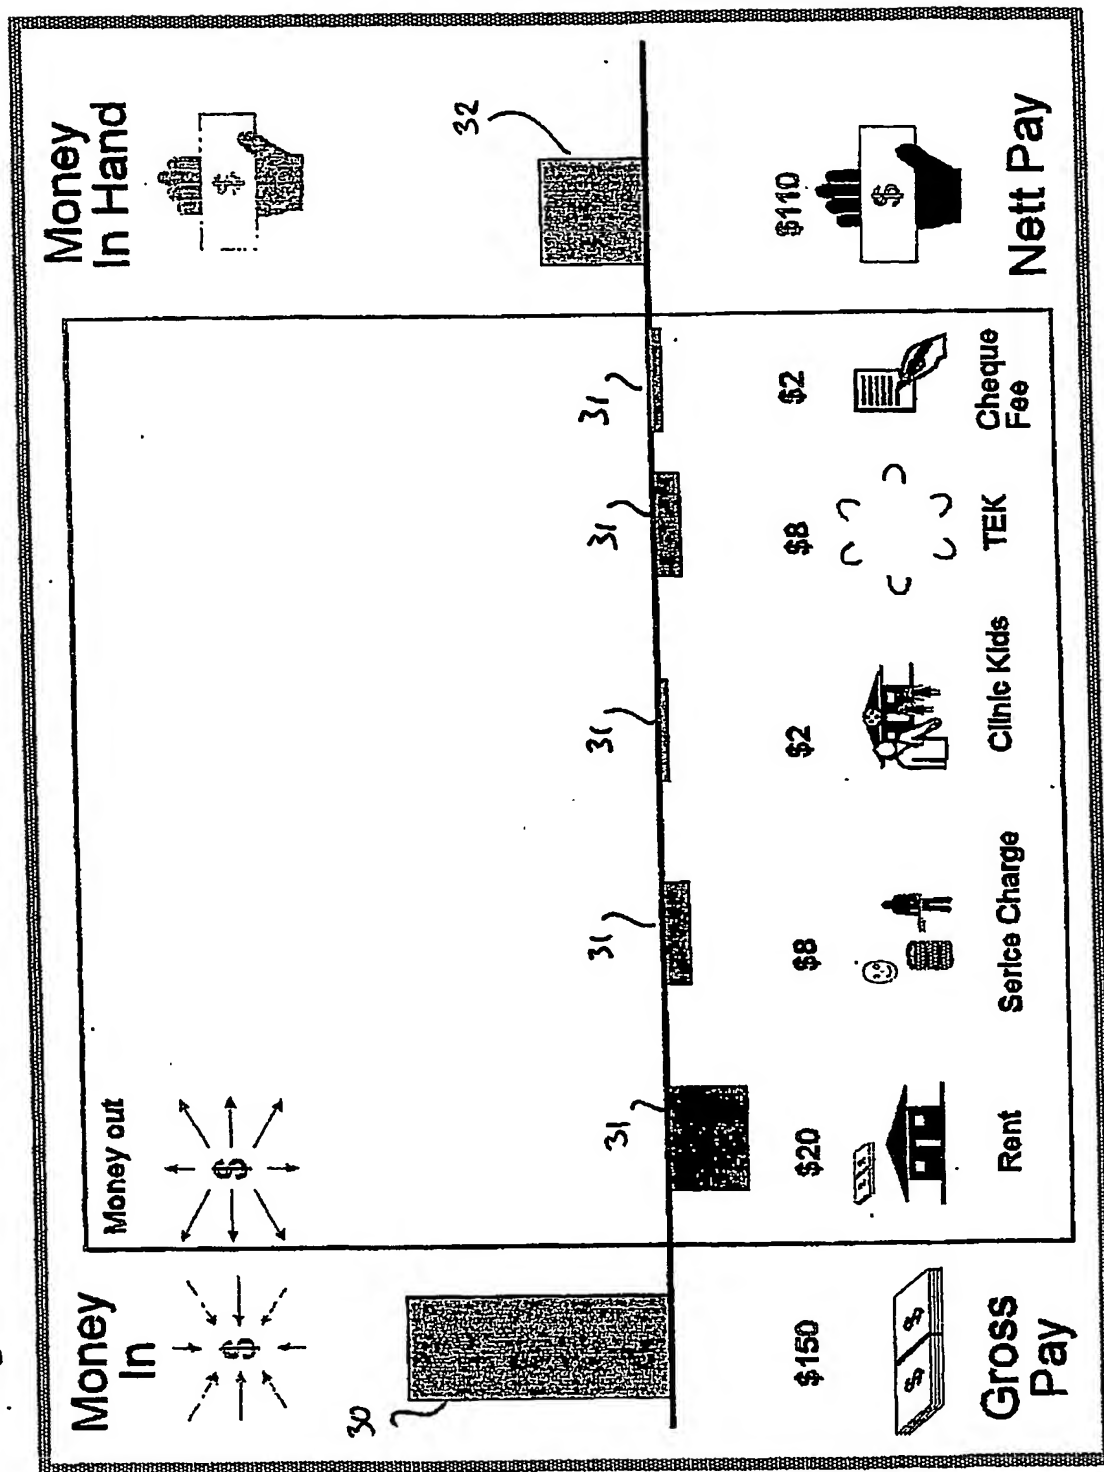 Money
In
Money out
Money
In Hand
$
$
$
30
31
31
31
31
31
32
$150
$20
$8
$2
$8
$2
$110
$ $
$
Gross
Pay
Rent
Serice Charge
Clinic Kids
TEK
Cheque
Fee
Nett Pay